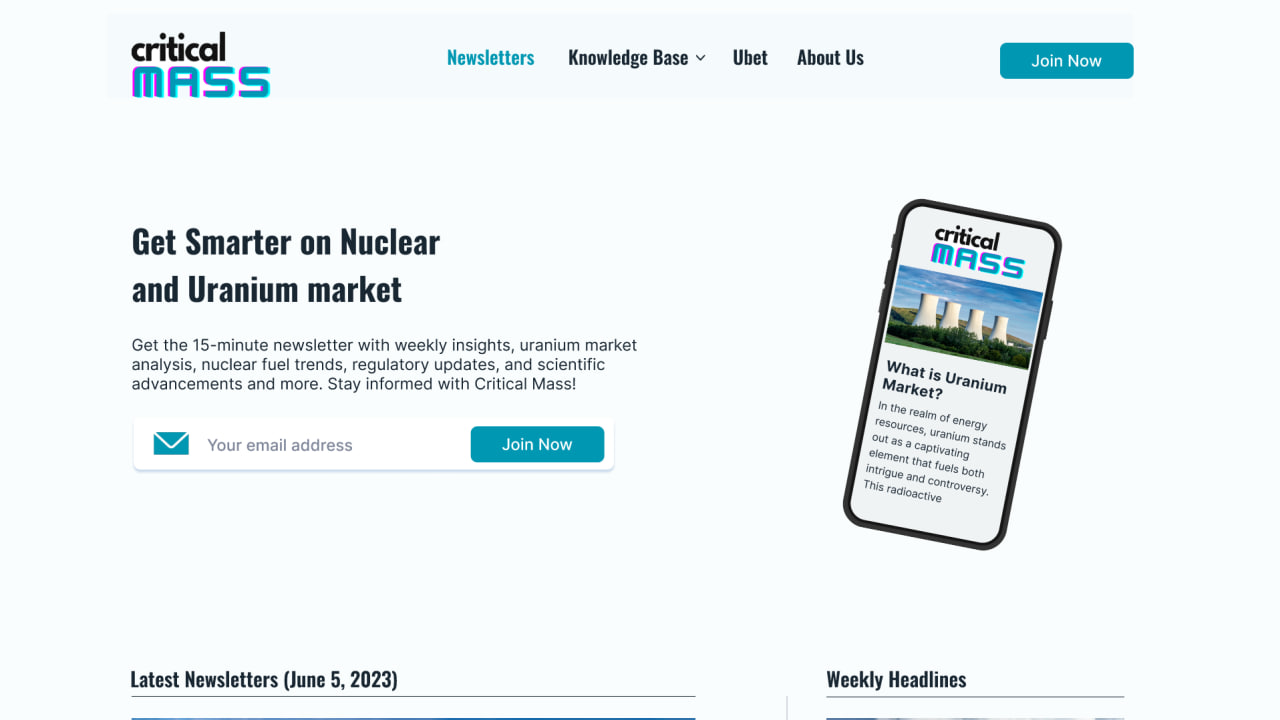 critical
MASS
Newsletters
Knowledge Base
Ubet
About Us
Join Now
Get Smarter on Nuclear
and Uranium market
Get the 15-minute newsletter with weekly insights, uranium market
analysis, nuclear fuel trends, regulatory updates, and scientific
advancements and more. Stay informed with Critical Mass!
Your email address
Join Now
critical
MASS
What is Uranium
Market?
In the realm of energy
resources, uranium stands
out as a captivating
element that fuels both
intrigue and controversy.
This radioactive
Latest Newsletters (June 5, 2023)
Weekly Headlines